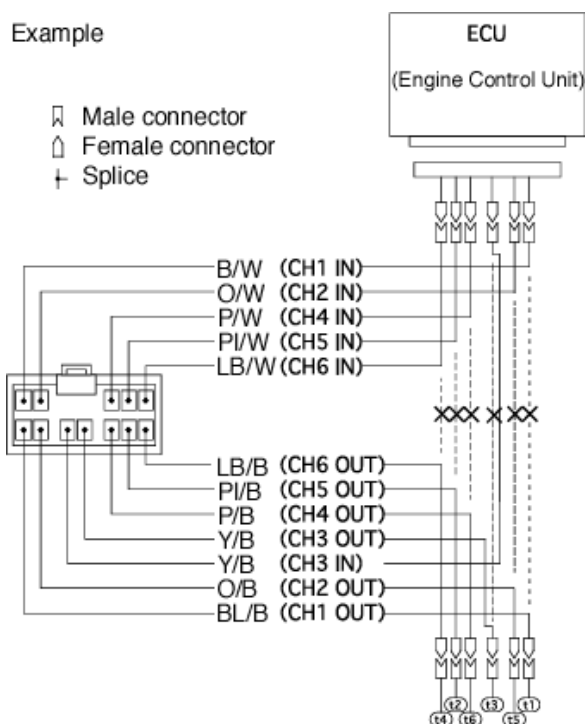 Example
ECU
(Engine Control Unit)
Male connector
Female connector
Splice
B/W (CH1 IN)
O/W (CH2 IN)
P/W (CH4 IN)
PI/W (CH5 IN)
LB/W (CH6 IN)
LB/B (CH6 OUT)
PI/B (CH5 OUT)
P/B (CH4 OUT)
Y/B (CH3 OUT)
Y/B (CH3 IN)
O/B (CH2 OUT)
BL/B (CH1 OUT)
t2 t3 t1
t4 t6 t5